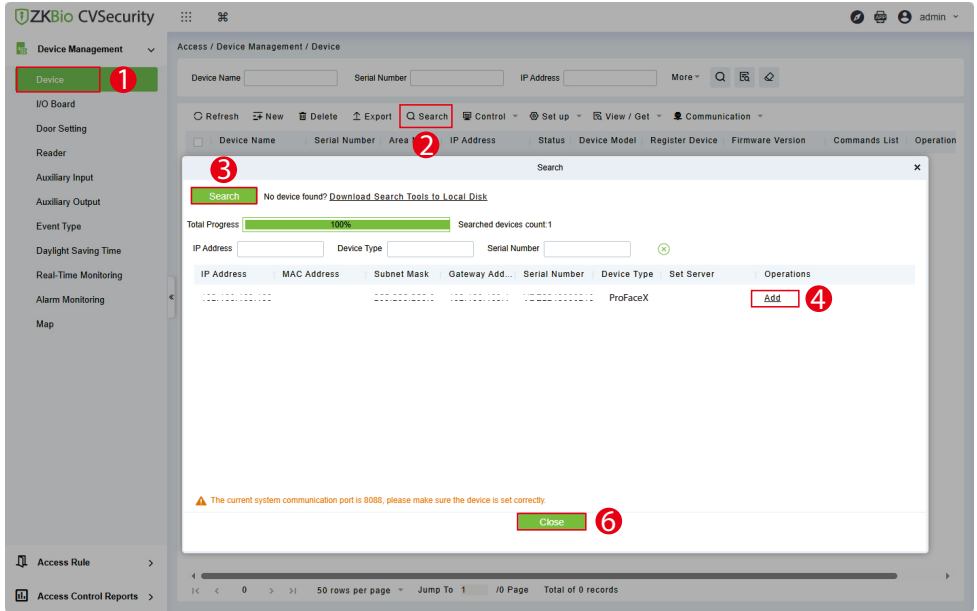 ZKBio CVSecurity
admin
Device Management
Access / Device Management / Device
Device
1
Device Name
Serial Number
IP Address
More
I/O Board
Door Setting
Refresh New Delete Export Search Control Set up View / Get Communication
2
Device Name Serial Number Area IP Address Status Device Model Register Device Firmware Version Commands List Operation
Reader
Auxiliary Input
Auxiliary Output
Event Type
Daylight Saving Time
Real-Time Monitoring
Alarm Monitoring
Map
Search
3
Search No device found? Download Search Tools to Local Disk
Total Progress 100% Searched devices count:1
IP Address Device Type Serial Number
IP Address MAC Address Subnet Mask Gateway Add... Serial Number Device Type Set Server Operations
ProFaceX Add
4
The current system communication port is 8088, please make sure the device is set correctly
Close
6
Access Rule
Access Control Reports
0 50 rows per page Jump To 1 /0 Page Total of 0 records